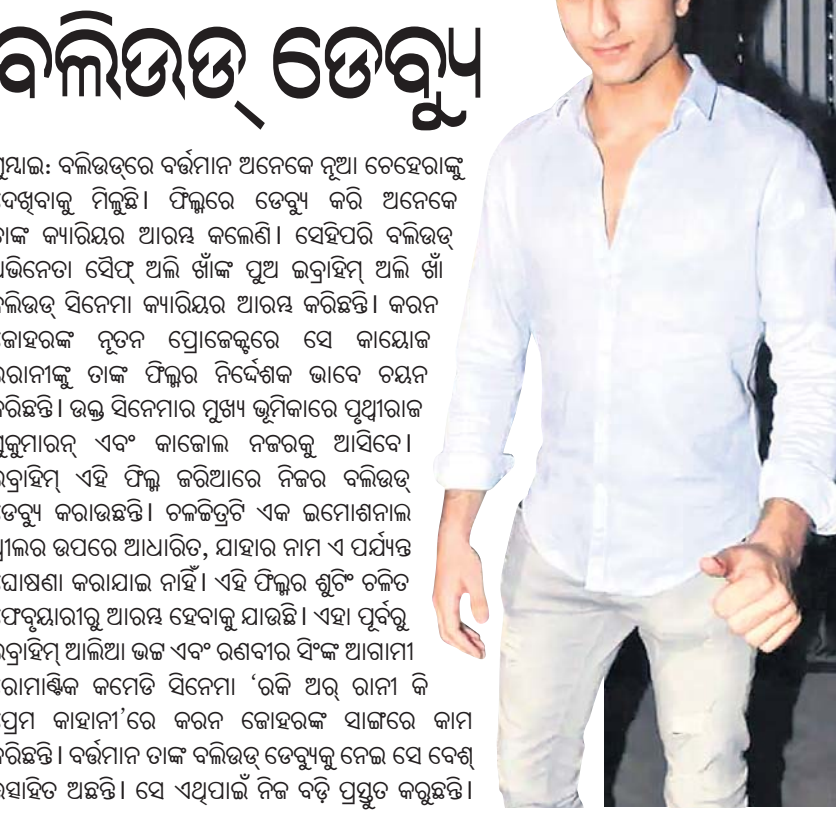 ବଲିଉଡ୍ ଡେବ୍ୟୁ
ମୁମ୍ବାଇ: ବଲିଉଡ୍‌ରେ ବର୍ତ୍ତମାନ ଅନେକେ ନୂଆ ଚେହେରାଙ୍କୁ
ଦେଖିବାକୁ ମିଳୁଛି। ଫିଲ୍ମରେ ଡେବ୍ୟୁ କରି ଅନେକେ
ତାଙ୍କ କ୍ୟାରିୟର ଆରମ୍ଭ କଲେଣି। ସେହିପରି ବଲିଉଡ୍
ଅଭିନେତା ସୈଫ୍ ଅଲି ଖାଁଙ୍କ ପୁଅ ଇବ୍ରାହିମ୍ ଅଲି ଖାଁ
ବଲିଉଡ୍ ସିନେମା କ୍ୟାରିୟର ଆରମ୍ଭ କରିଛନ୍ତି। କରନ
ଜୋହରଙ୍କ ନୂତନ ପ୍ରୋଜେକ୍ଟରେ ସେ କାୟୋଜ
ଇରାନୀଙ୍କୁ ତାଙ୍କ ଫିଲ୍ମର ନିର୍ଦ୍ଦେଶକ ଭାବେ ଚୟନ
କରିଛନ୍ତି। ଉକ୍ତ ସିନେମାର ମୁଖ୍ୟ ଭୂମିକାରେ ପୃଥ୍ୱୀରାଜ
ସୁକୁମାରନ୍ ଏବଂ କାଜୋଲ ନଜରକୁ ଆସିବେ।
ଇବ୍ରାହିମ୍ ଏହି ଫିଲ୍ମ ଜରିଆରେ ନିଜର ବଲିଉଡ୍
ଡେବ୍ୟୁ କରାଉଛନ୍ତି। ଚଳଚ୍ଚିତ୍ରଟି ଏକ ଇମୋଶନାଲ
ଥ୍ରୀଲର ଉପରେ ଆଧାରିତ, ଯାହାର ନାମ ଏ ପର୍ଯ୍ୟନ୍ତ
ଘୋଷଣା କରାଯାଇ ନାହିଁ। ଏହି ଫିଲ୍ମର ଶୁଟିଂ ଚଳିତ
ଫେବୃୟାରୀରୁ ଆରମ୍ଭ ହେବାକୁ ଯାଉଛି। ଏହା ପୂର୍ବରୁ
ଇବ୍ରାହିମ୍ ଆଲିଆ ଭଟ୍ଟ ଏବଂ ରଣବୀର ସିଂଙ୍କ ଆଗାମୀ
ରୋମାଣ୍ଟିକ କମେଡି ସିନେମା ‘ରକି ଅର୍ ରାନୀ କି
ପ୍ରେମ କାହାନୀ’ରେ କରନ ଜୋହରଙ୍କ ସାଙ୍ଗରେ କାମ
କରିଛନ୍ତି। ବର୍ତ୍ତମାନ ତାଙ୍କ ବଲିଉଡ୍ ଡେବ୍ୟୁକୁ ନେଇ ସେ ବେଶ୍
ଉତ୍ସାହିତ ଅଛନ୍ତି। ସେ ଏଥିପାଇଁ ନିଜ ବଡ଼ି ପ୍ରସ୍ତୁତ କରୁଛନ୍ତି।